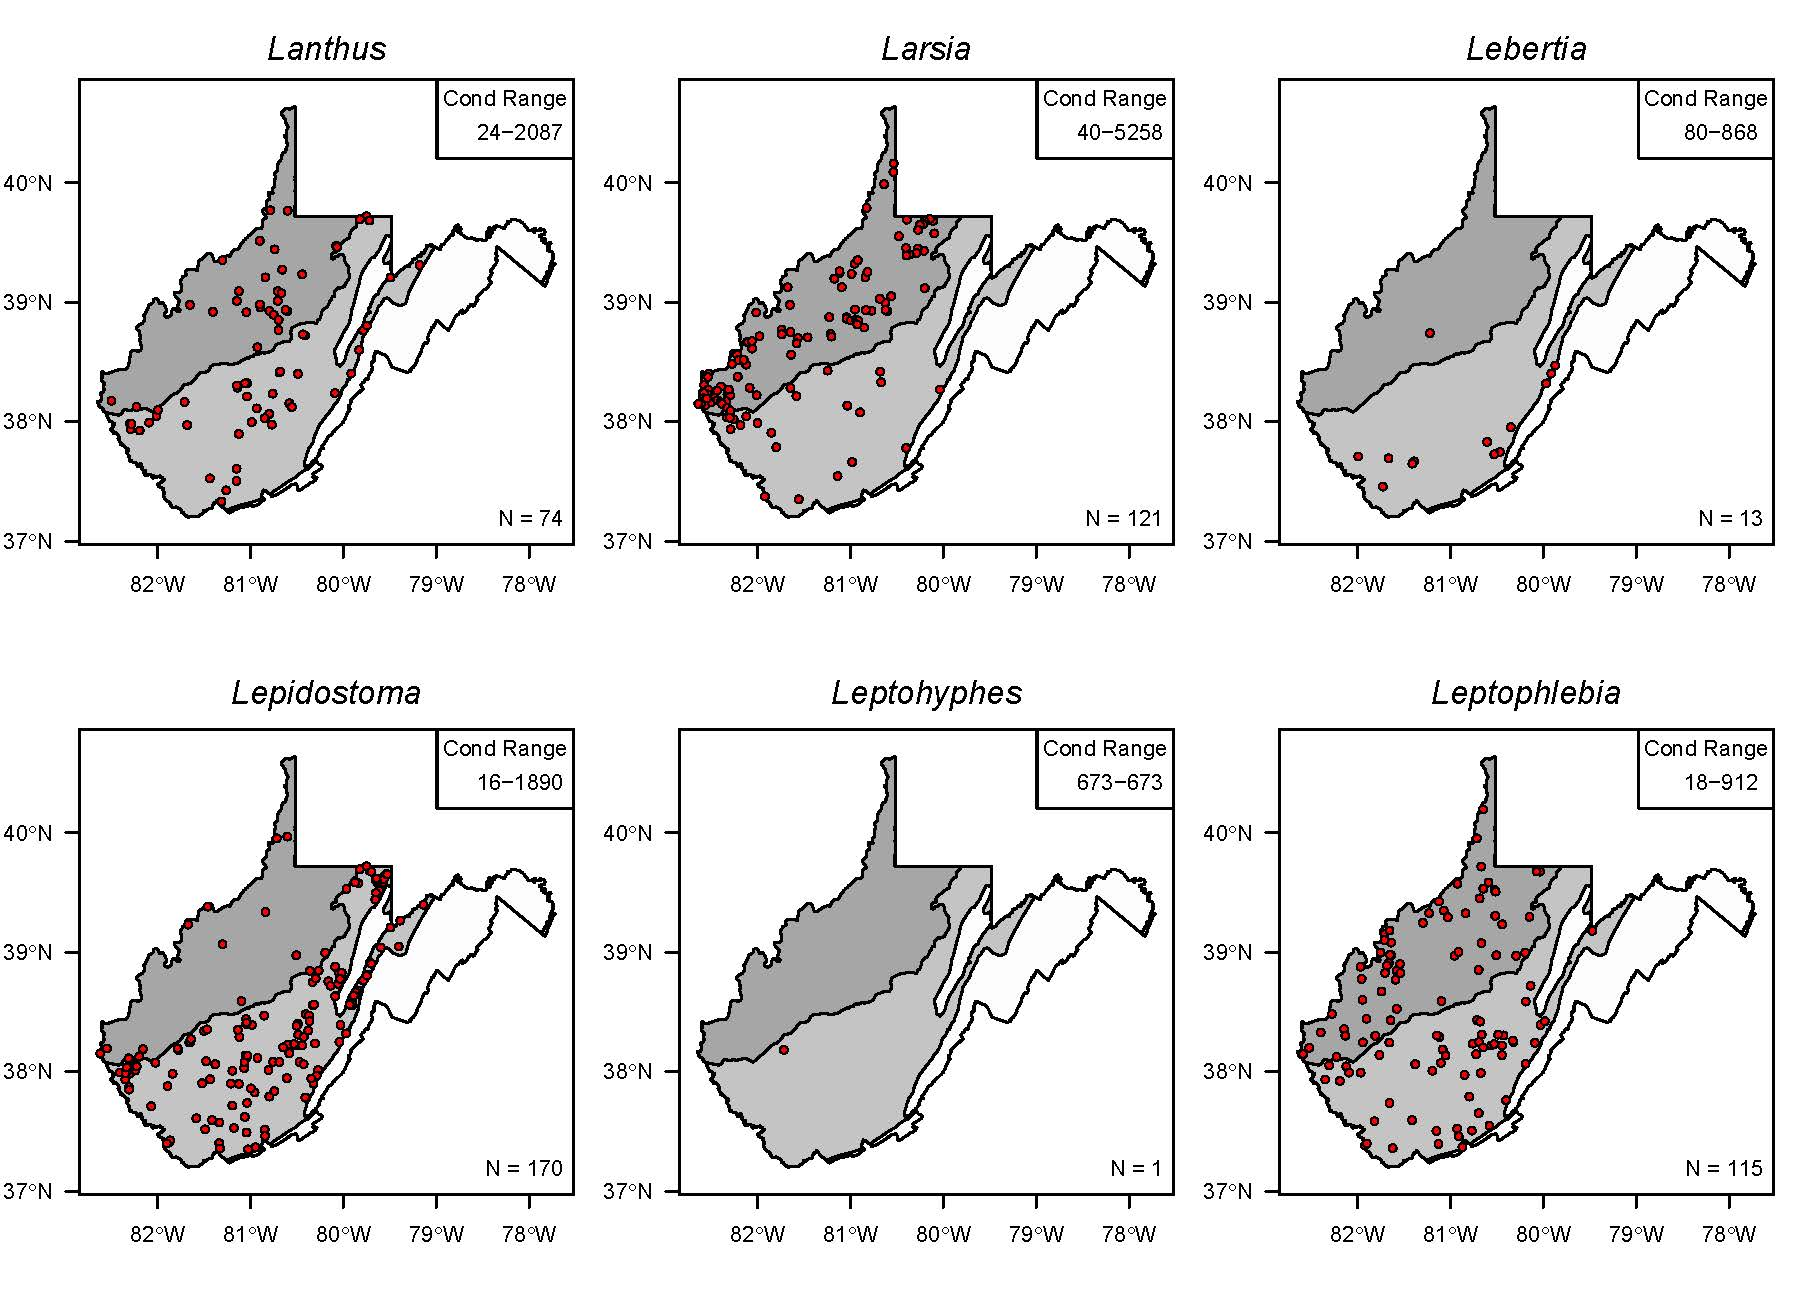 Lanthus
Larsia
Lebertia
Cond Range
24−2087
40°N
39°N
38°N
37°N
N = 74
82°W 81°W 80°W 79°W 78°W
Cond Range
40−5258
40°N
39°N
38°N
37°N
N = 121
82°W 81°W 80°W 79°W 78°W
Cond Range
80−868
40°N
39°N
38°N
37°N
N = 13
82°W 81°W 80°W 79°W 78°W
Lepidostoma
Leptohyphes
Leptophlebia
Cond Range
16−1890
40°N
39°N
38°N
37°N
N = 170
82°W 81°W 80°W 79°W 78°W
Cond Range
673−673
40°N
39°N
38°N
37°N
N = 1
82°W 81°W 80°W 79°W 78°W
Cond Range
18−912
40°N
39°N
38°N
37°N
N = 115
82°W 81°W 80°W 79°W 78°W